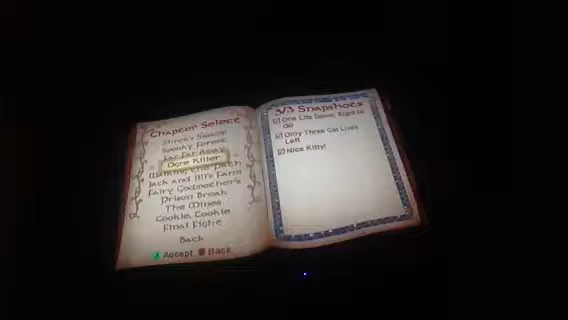 Chapter Select
Shrek's Swamp
Spooky Forest
Far Far Away
Ogre Killer
Walking the Path
Jack and Jill's Farm
Fairy Godmother's
Prison Break
The Mines
Cookie, Cookie
Final Fight
Back
A Accept B Back
3/3 Snapshots
One Life Down, Eight to
Go
Only Three Cat Lives
Left
Nice Kitty!